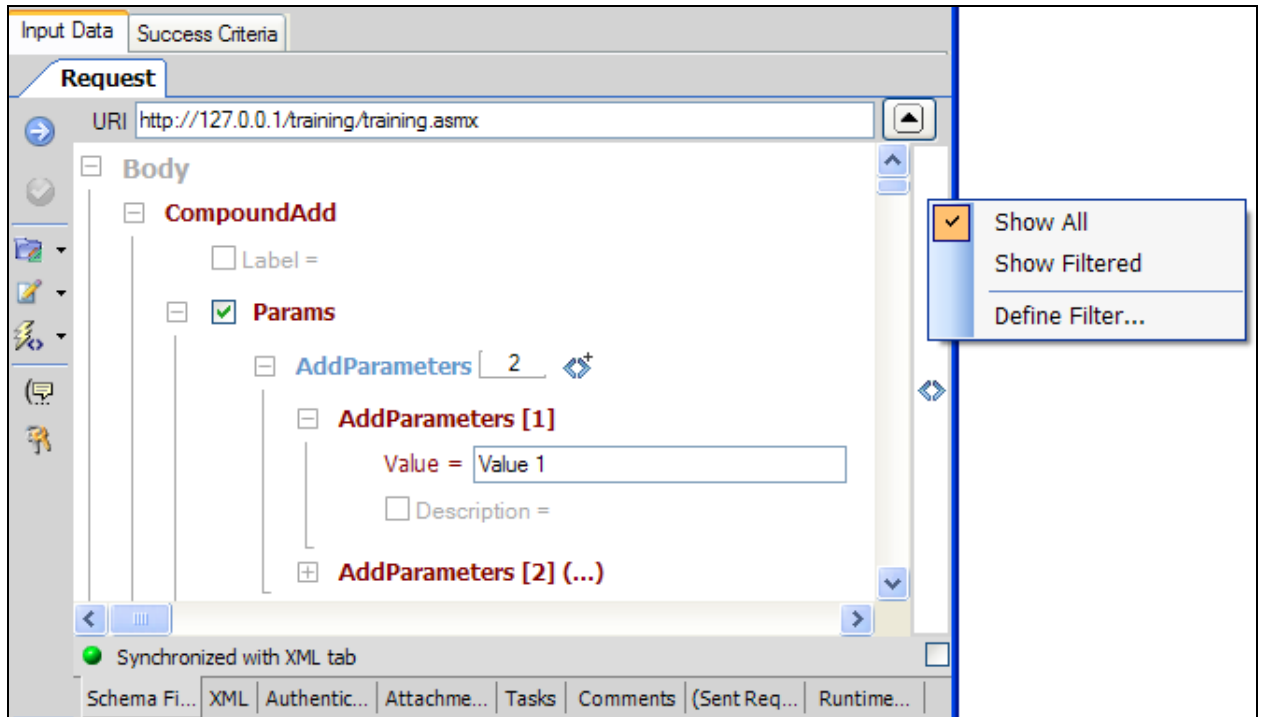 Input Data Success Criteria
Request
URI http://127.0.0.1/training/training.asmx
Body
CompoundAdd
Show All
Label =
Show Filtered
Params
Define Filter...
AddParameters 2
AddParameters [1]
Value = Value 1
Description =
AddParameters [2] (...)
Synchronized with XML tab
Schema Fi... XML Authentic... Attachme... Tasks Comments (Sent Req... Runtime...